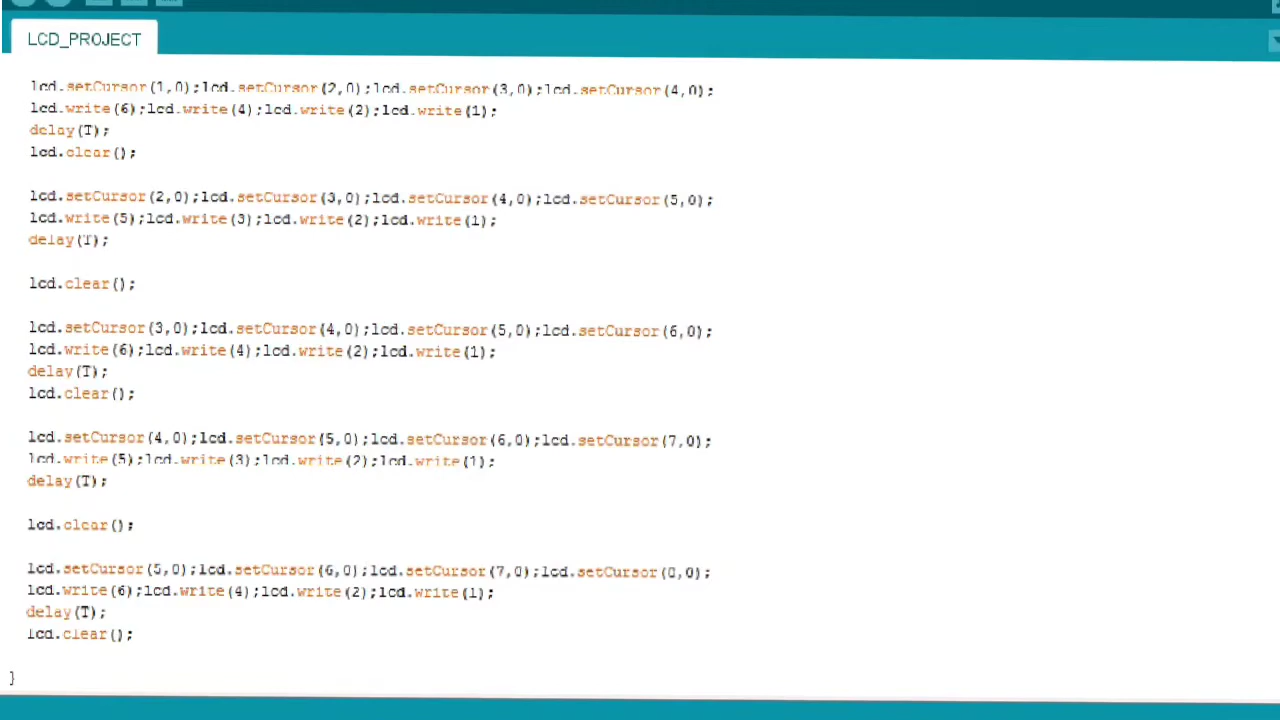 LCD_PROJECT
lcd.setCursor(1,0);lcd.setCursor(2,0);lcd.setCursor(3,0);lcd.setCursor(4,0);
lcd.write(6);lcd.write(4);lcd.write(2);lcd.write(1);
delay(T);
lcd.clear();
lcd.setCursor(2,0);lcd.setCursor(3,0);lcd.setCursor(4,0);lcd.setCursor(5,0);
lcd.write(5);lcd.write(3);lcd.write(2);lcd.write(1);
delay(T);
lcd.clear();
lcd.setCursor(3,0);lcd.setCursor(4,0);lcd.setCursor(5,0);lcd.setCursor(6,0);
lcd.write(6);lcd.write(4);lcd.write(2);lcd.write(1);
delay(T);
lcd.clear();
lcd.setCursor(4,0);lcd.setCursor(5,0);lcd.setCursor(6,0);lcd.setCursor(7,0);
lcd.write(5);lcd.write(3);lcd.write(2);lcd.write(1);
delay(T);
lcd.clear();
lcd.setCursor(5,0);lcd.setCursor(6,0);lcd.setCursor(7,0);lcd.setCursor(0,0);
lcd.write(6);lcd.write(4);lcd.write(2);lcd.write(1);
delay(T);
lcd.clear();
}